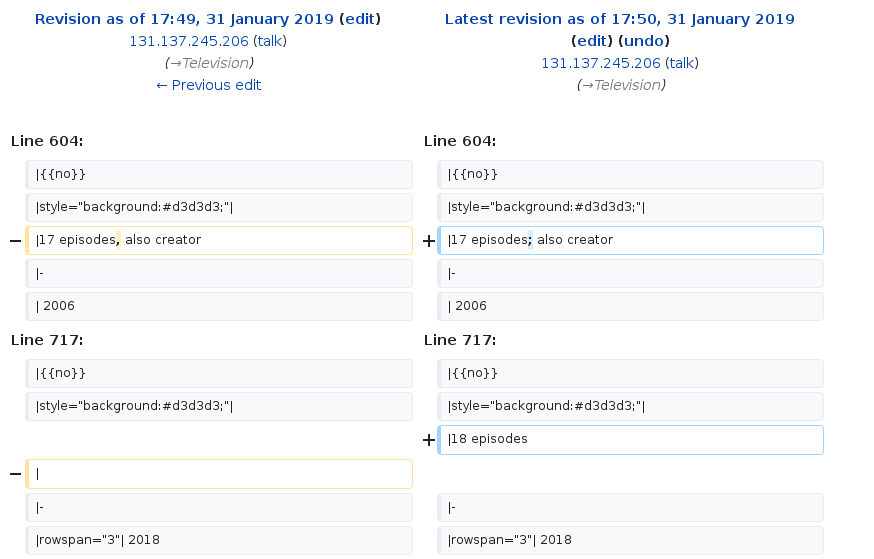 Revision as of 17:49, 31 January 2019 (edit)
131.137.245.206 (talk)
(→Television)
← Previous edit
Latest revision as of 17:50, 31 January 2019
(edit) (undo)
131.137.245.206 (talk)
(→Television)
Line 604:
Line 604:
|{{no}}
|{{no}}
|style="background:#d3d3d3;"|
|style="background:#d3d3d3;"|
− |17 episodes, also creator
+ |17 episodes; also creator
|-
|-
| 2006
| 2006
Line 717:
Line 717:
|{{no}}
|{{no}}
|style="background:#d3d3d3;"|
|style="background:#d3d3d3;"|
+ |18 episodes
− |
|-
|-
|rowspan="3"| 2018
|rowspan="3"| 2018